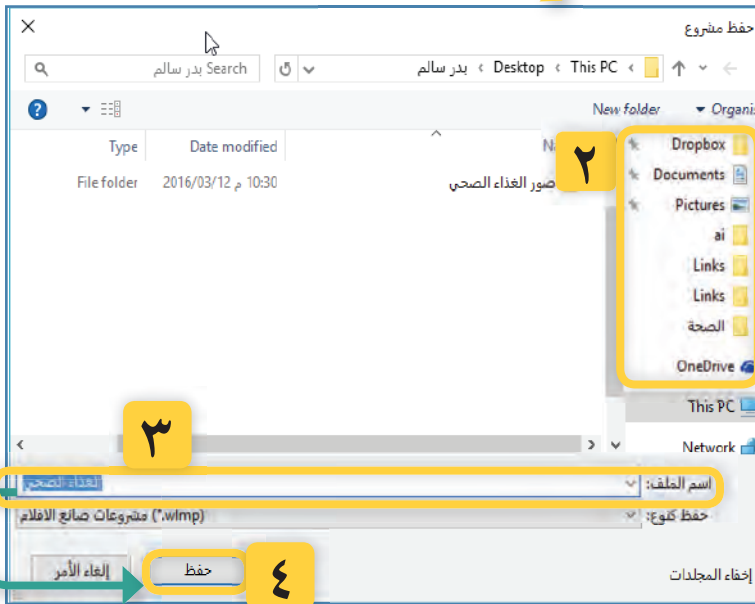 حفظ مشروع
This PC › Desktop › بدر سالم
Search بدر سالم
Organi
New folder
Date modified
Type
٢
Dropbox
Documents
Pictures
ai
Links
Links
الصحة
OneDrive
This PC
Network
صور الغذاء الصحي
2016/03/12 10:30 م
File folder
٣
اسم الملف:
الغذاء الصحي
حفظ كنوع:
مشروعات صانع الافلام (*.wlmp)
إخفاء المجلدات
٤
حفظ
إلغاء الأمر